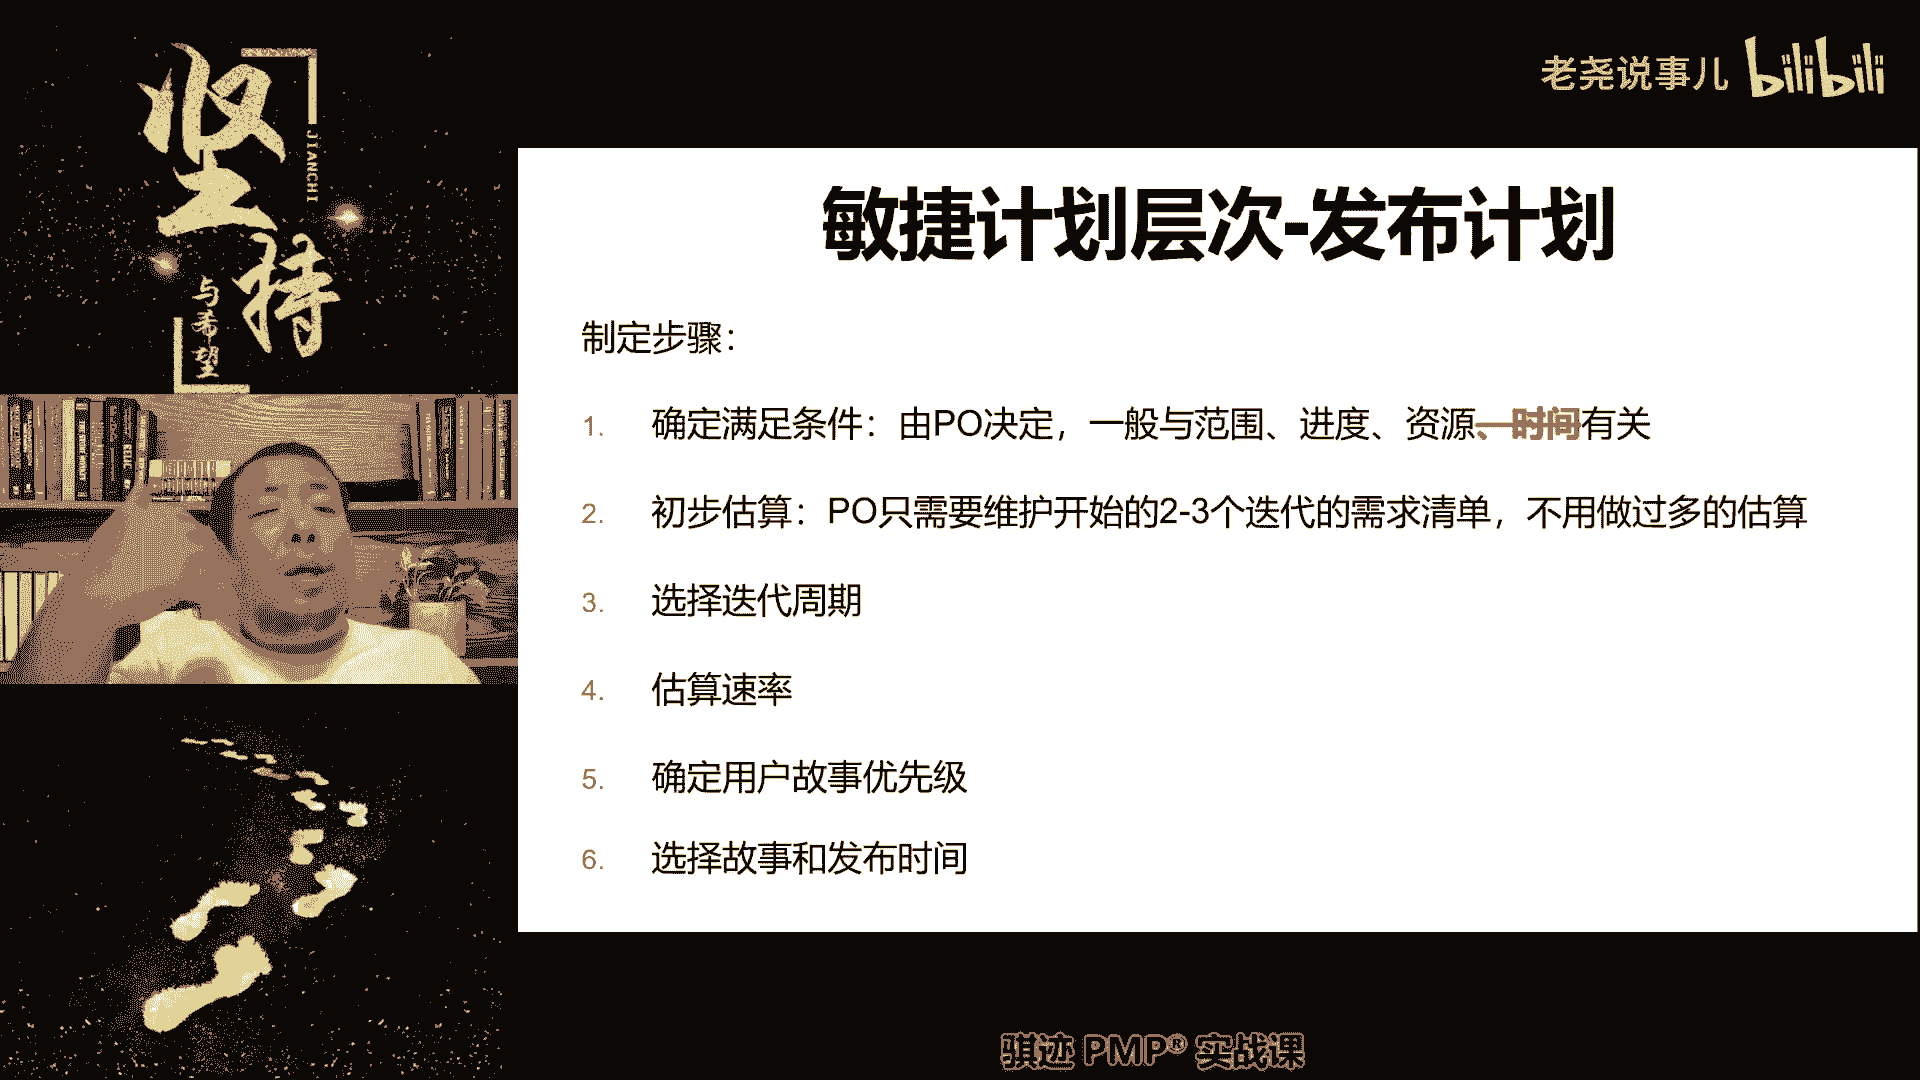 坚持
JIANCHI
与希望
老尧说事儿 bilibili
敏捷计划层次-发布计划
制定步骤：
1. 确定满足条件：由PO决定，一般与范围、进度、资源、时间有关
2. 初步估算：PO只需要维护开始的2-3个迭代的需求清单，不用做过多的估算
3. 选择迭代周期
4. 估算速率
5. 确定用户故事优先级
6. 选择故事和发布时间
骐迹 PMP® 实战课